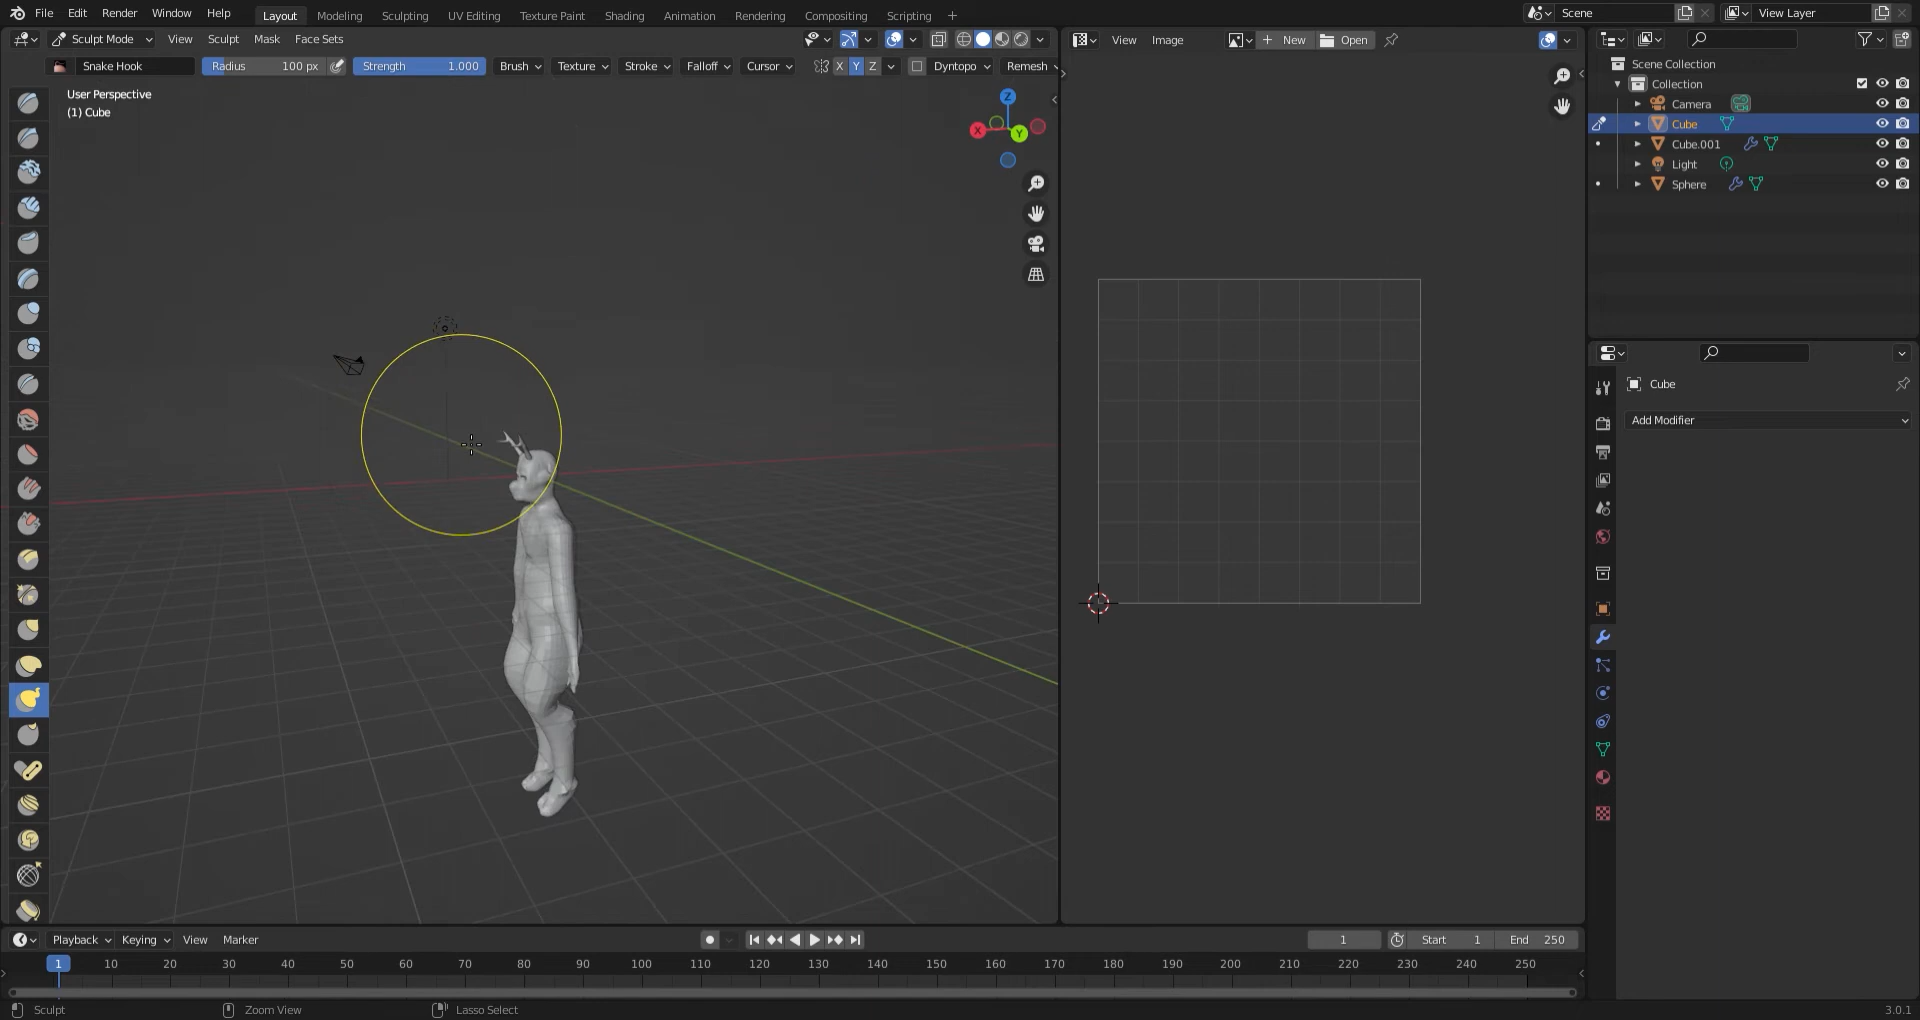 File Edit Render Window Help Layout Modeling Sculpting UV Editing Texture Paint Shading Animation Rendering Compositing Scripting + Scene View Layer
Sculpt Mode View Sculpt Mask Face Sets View Image New Open
Snake Hook Radius 100 px Strength 1.000 Brush Texture Stroke Falloff Cursor X Y Z Dyntopo Remesh
User Perspective
(1) Cube
Z
X
Y
Scene Collection
Collection
Camera
Cube
Cube.001
Light
Sphere
Cube
Add Modifier
Playback Keying View Marker 1 Start 1 End 250
1 10 20 30 40 50 60 70 80 90 100 110 120 130 140 150 160 170 180 190 200 210 220 230 240 250
Sculpt Zoom View Lasso Select 3.0.1